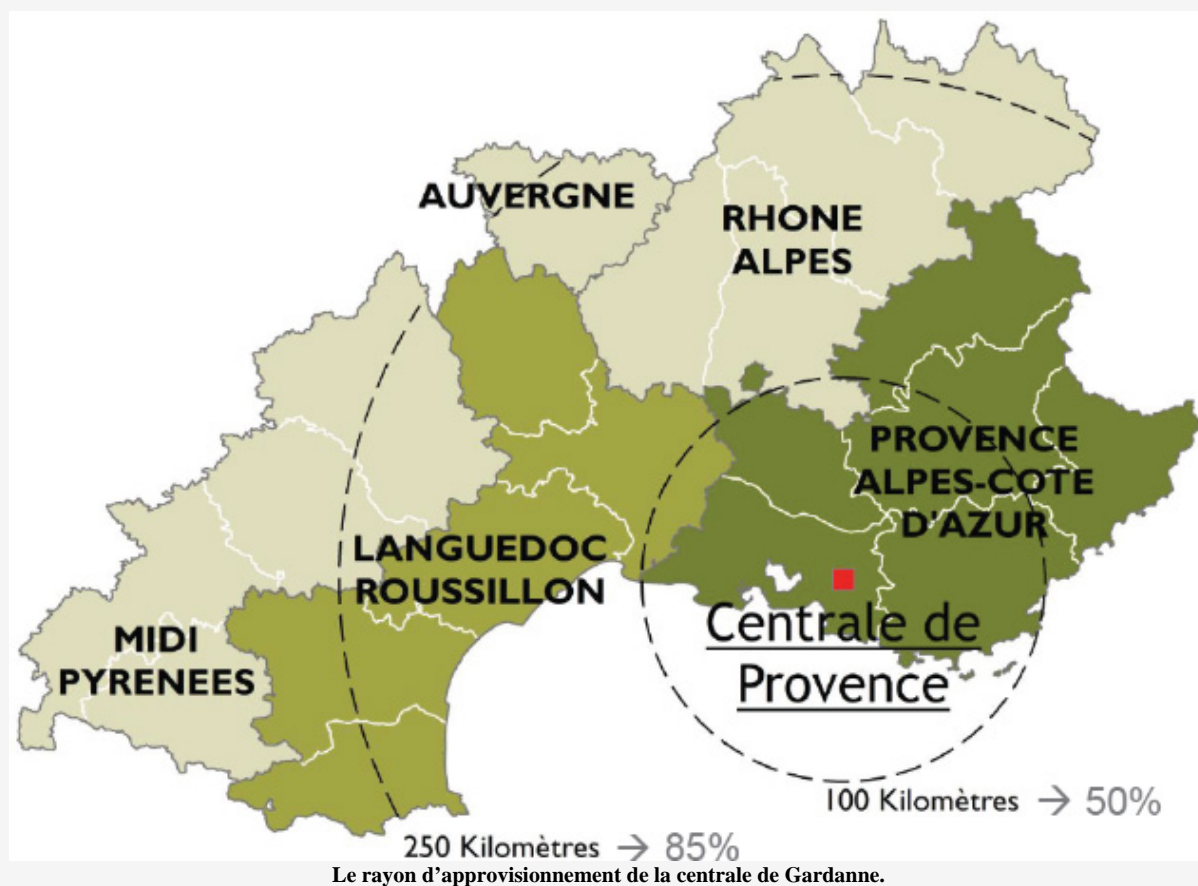 AUVERGNE
RHONE
ALPES
PROVENCE
ALPES-COTE
D'AZUR
LANGUEDOC
ROUSSILLON
MIDI
PYRENEES
Centrale de
Provence
100 Kilomètres → 50%
250 Kilomètres → 85%
Le rayon d’approvisionnement de la centrale de Gardanne.